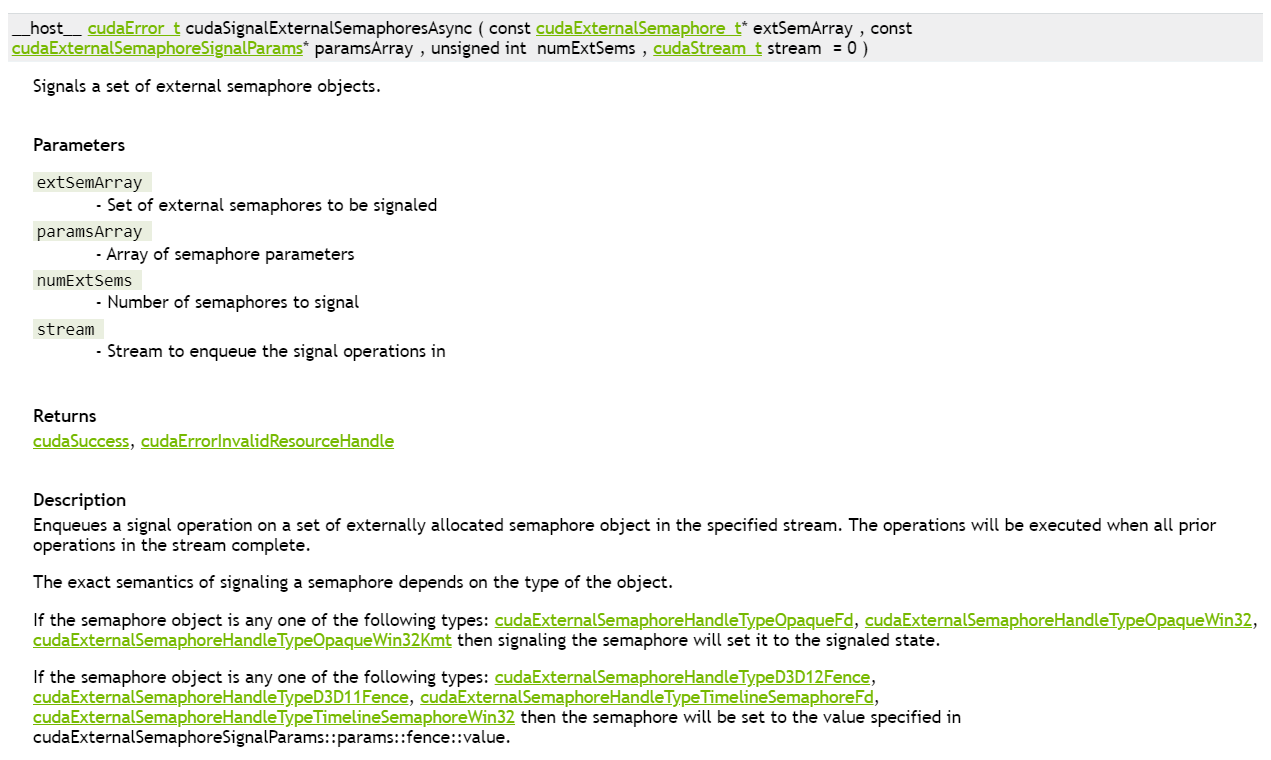 __host__ cudaError_t cudaSignalExternalSemaphoresAsync ( const cudaExternalSemaphore_t* extSemArray , const
cudaExternalSemaphoreSignalParams* paramsArray , unsigned int  numExtSems , cudaStream_t stream  = 0 )
Signals a set of external semaphore objects.
Parameters
extSemArray
- Set of external semaphores to be signaled
paramsArray
- Array of semaphore parameters
numExtSems
- Number of semaphores to signal
stream
- Stream to enqueue the signal operations in
Returns
cudaSuccess, cudaErrorInvalidResourceHandle
Description
Enqueues a signal operation on a set of externally allocated semaphore object in the specified stream. The operations will be executed when all prior
operations in the stream complete.
The exact semantics of signaling a semaphore depends on the type of the object.
If the semaphore object is any one of the following types: cudaExternalSemaphoreHandleTypeOpaqueFd, cudaExternalSemaphoreHandleTypeOpaqueWin32,
cudaExternalSemaphoreHandleTypeOpaqueWin32Kmt then signaling the semaphore will set it to the signaled state.
If the semaphore object is any one of the following types: cudaExternalSemaphoreHandleTypeD3D12Fence,
cudaExternalSemaphoreHandleTypeD3D11Fence, cudaExternalSemaphoreHandleTypeTimelineSemaphoreFd,
cudaExternalSemaphoreHandleTypeTimelineSemaphoreWin32 then the semaphore will be set to the value specified in
cudaExternalSemaphoreSignalParams::params::fence::value.